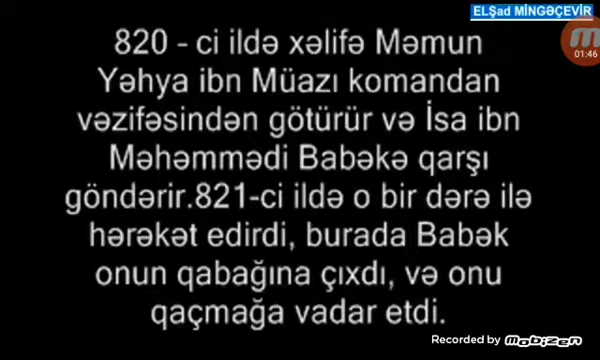 ELŞad MİNGƏÇEVİR
01:46
820 - ci ildə xəlifə Məmun
Yəhya ibn Müazı komandan
vəzifəsindən götürür və İsa ibn
Məhəmmədi Babəkə qarşı
göndərir.821-ci ildə o bir dərə ilə
hərəkət edirdi, burada Babək
onun qabağına çıxdı, və onu
qaçmağa vadar etdi.
Recorded by mobizen